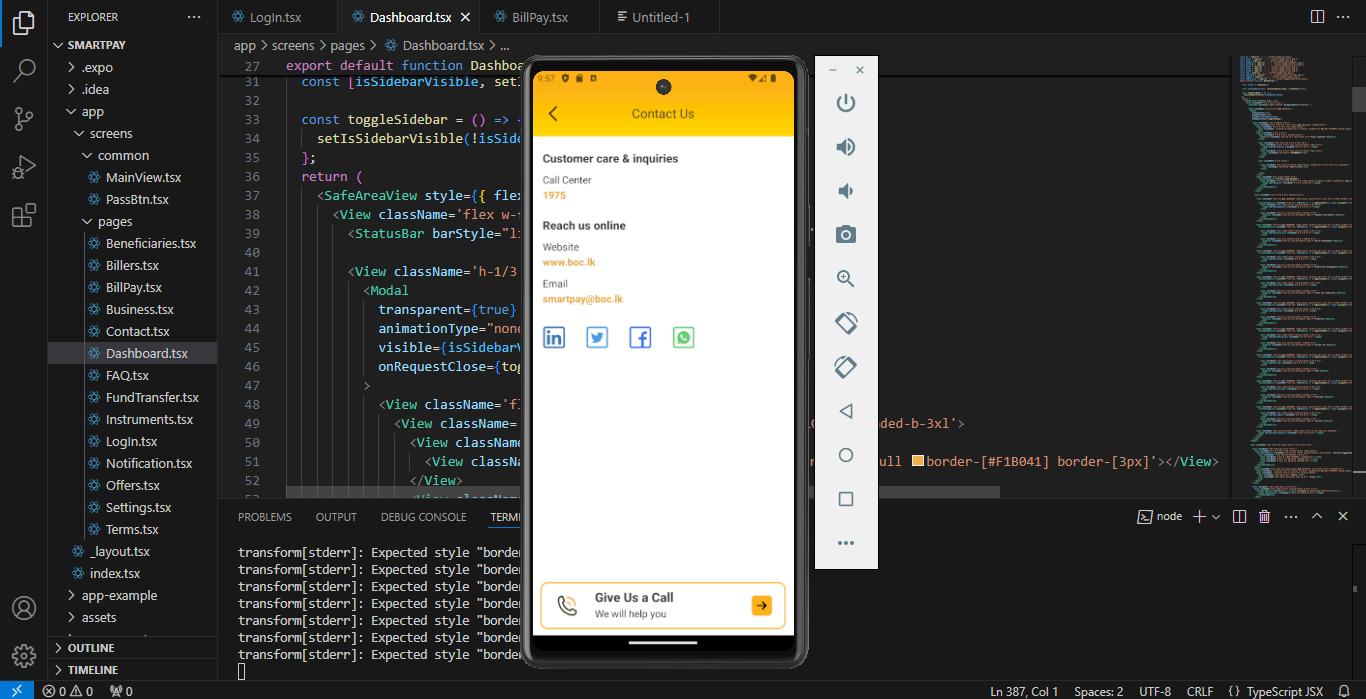 EXPLORER
SMARTPAY
.expo
.idea
app
screens
common
MainView.tsx
PassBtn.tsx
pages
Beneficiaries.tsx
Billers.tsx
BillPay.tsx
Business.tsx
Contact.tsx
Dashboard.tsx
FAQ.tsx
FundTransfer.tsx
Instruments.tsx
LogIn.tsx
Notification.tsx
Offers.tsx
Settings.tsx
Terms.tsx
_layout.tsx
index.tsx
app-example
assets
OUTLINE
TIMELINE
LogIn.tsx Dashboard.tsx BillPay.tsx Untitled-1
app > screens > pages > Dashboard.tsx > ...
27 export default function Dashbo
31 const [isSidebarVisible, set
32
33 const toggleSidebar = () =>
34 setIsSidebarVisible(!isSide
35 };
36 return (
37 <SafeAreaView style={{ flex
38 <View className='flex w-f
39 <StatusBar barStyle="li
40
41 <View className='h-1/3
42 <Modal
43 transparent={true}
44 animationType="none
45 visible={isSidebarV
46 onRequestClose={tog
47 >
48 <View className='fl
49 <View className=
50 <View classNam
51 <View classNa
52 </View>
nded-b-3xl'>
ull border-[#F1B041] border-[3px]'></View>
9:57
Contact Us
Customer care & inquiries
Call Center
1975
Reach us online
Website
www.boc.lk
Email
smartpay@boc.lk
Give Us a Call
We will help you
PROBLEMS OUTPUT DEBUG CONSOLE TERM
node
transform[stderr]: Expected style "border
transform[stderr]: Expected style "border
transform[stderr]: Expected style "border
transform[stderr]: Expected style "border
transform[stderr]: Expected style "border
transform[stderr]: Expected style "border
transform[stderr]: Expected style "border
0 0 0
Ln 387, Col 1 Spaces: 2 UTF-8 CRLF {} TypeScript JSX